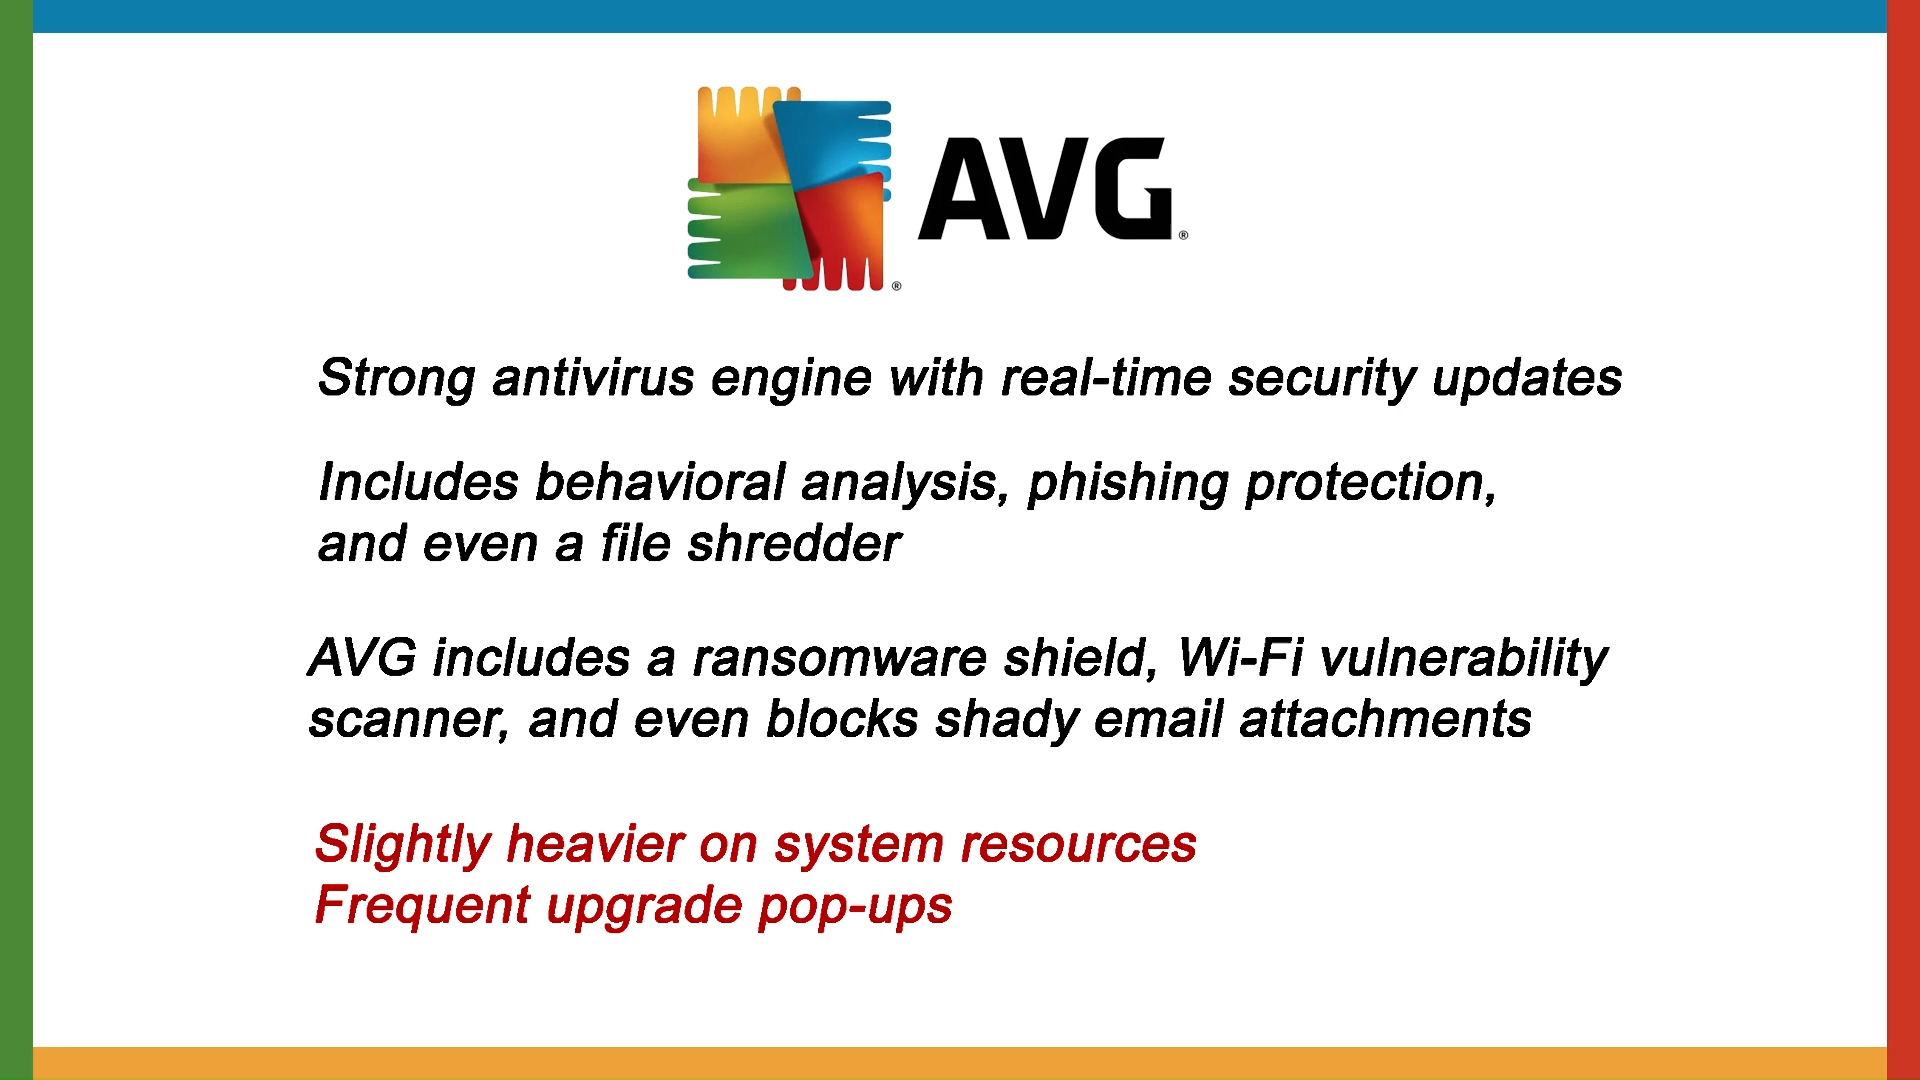 AVG®
®
Strong antivirus engine with real-time security updates
Includes behavioral analysis, phishing protection,
and even a file shredder
AVG includes a ransomware shield, Wi-Fi vulnerability
scanner, and even blocks shady email attachments
Slightly heavier on system resources
Frequent upgrade pop-ups